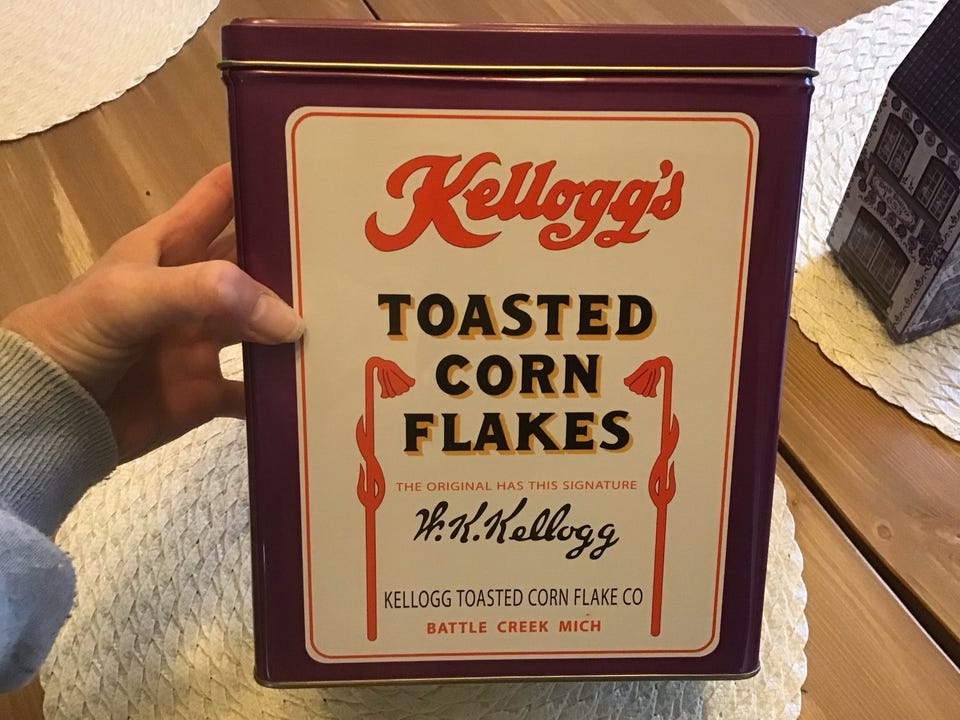 Kellogg's
TOASTED
CORN
FLAKES
THE ORIGINAL HAS THIS SIGNATURE
W.K.Kellogg
KELLOGG TOASTED CORN FLAKE CO
BATTLE CREEK MICH